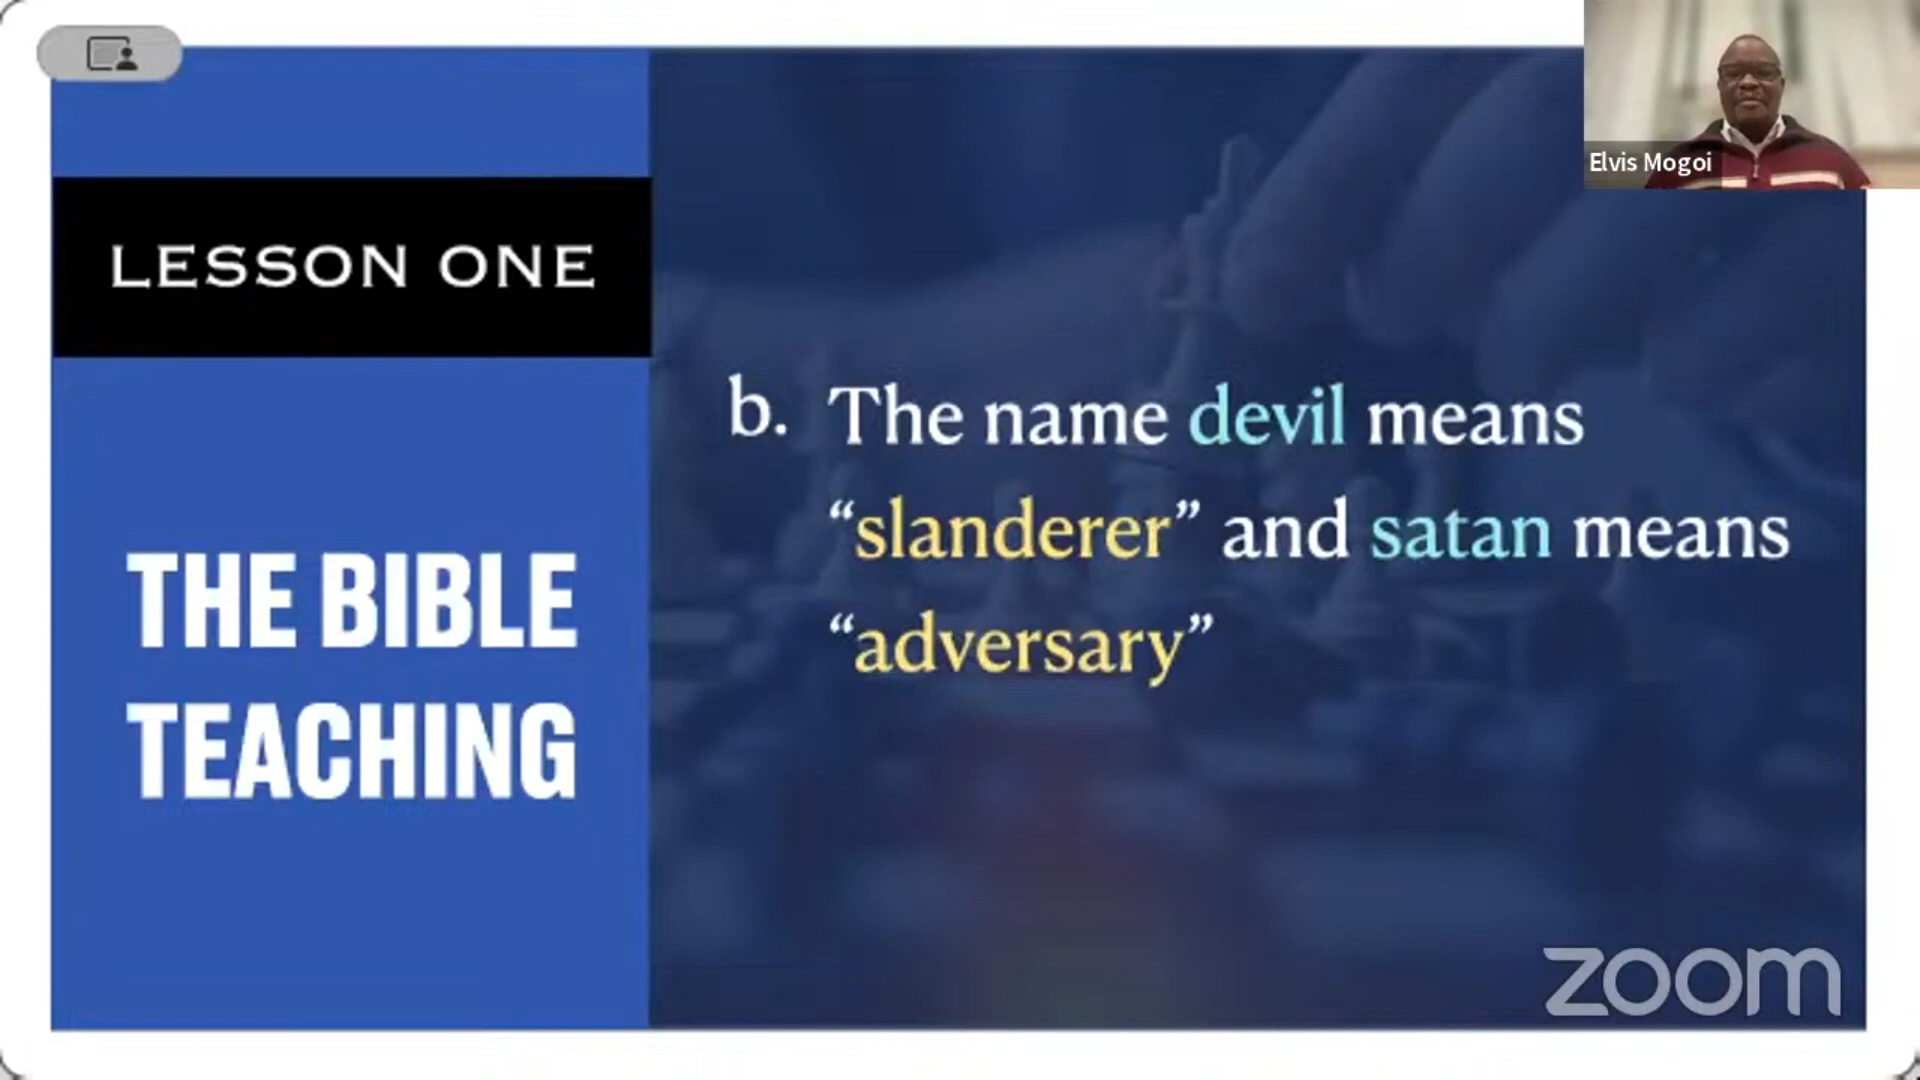 Elvis Mogoi
LESSON ONE
THE BIBLE
TEACHING
b. The name devil means
“slanderer” and satan means
“adversary”
zoom